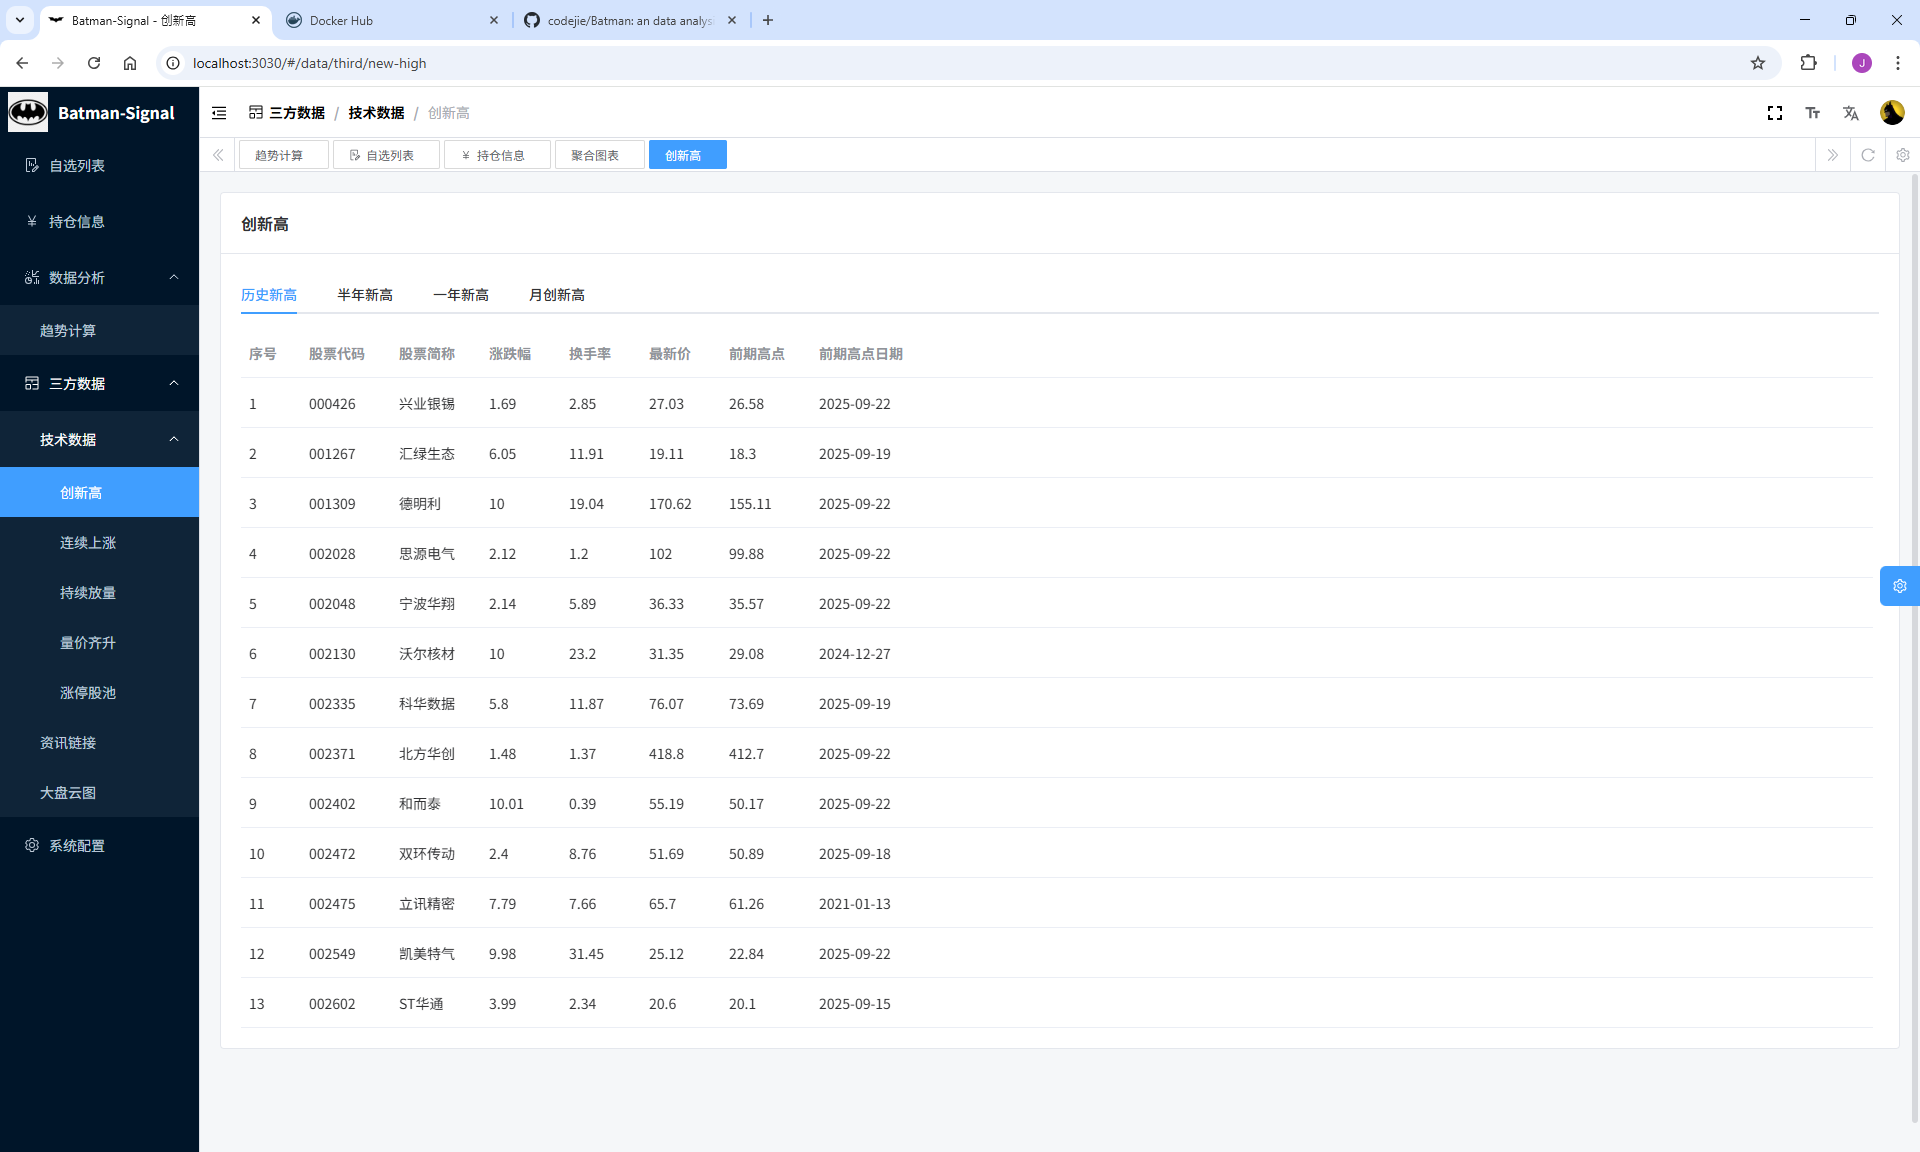 Batman-Signal - 创新高
Docker Hub
codejie/Batman: an data analys
localhost:3030/#/data/third/new-high
J
Batman-Signal
三方数据 / 技术数据 / 创新高
自选列表
持仓信息
数据分析
趋势计算
三方数据
技术数据
创新高
连续上涨
持续放量
量价齐升
涨停股池
资讯链接
大盘云图
系统配置
趋势计算 自选列表 ¥ 持仓信息 聚合图表 创新高
创新高
历史新高 半年新高 一年新高 月创新高
序号 股票代码 股票简称 涨跌幅 换手率 最新价 前期高点 前期高点日期
1 000426 兴业银锡 1.69 2.85 27.03 26.58 2025-09-22
2 001267 汇绿生态 6.05 11.91 19.11 18.3 2025-09-19
3 001309 德明利 10 19.04 170.62 155.11 2025-09-22
4 002028 思源电气 2.12 1.2 102 99.88 2025-09-22
5 002048 宁波华翔 2.14 5.89 36.33 35.57 2025-09-22
6 002130 沃尔核材 10 23.2 31.35 29.08 2024-12-27
7 002335 科华数据 5.8 11.87 76.07 73.69 2025-09-19
8 002371 北方华创 1.48 1.37 418.8 412.7 2025-09-22
9 002402 和而泰 10.01 0.39 55.19 50.17 2025-09-22
10 002472 双环传动 2.4 8.76 51.69 50.89 2025-09-18
11 002475 立讯精密 7.79 7.66 65.7 61.26 2021-01-13
12 002549 凯美特气 9.98 31.45 25.12 22.84 2025-09-22
13 002602 ST华通 3.99 2.34 20.6 20.1 2025-09-15